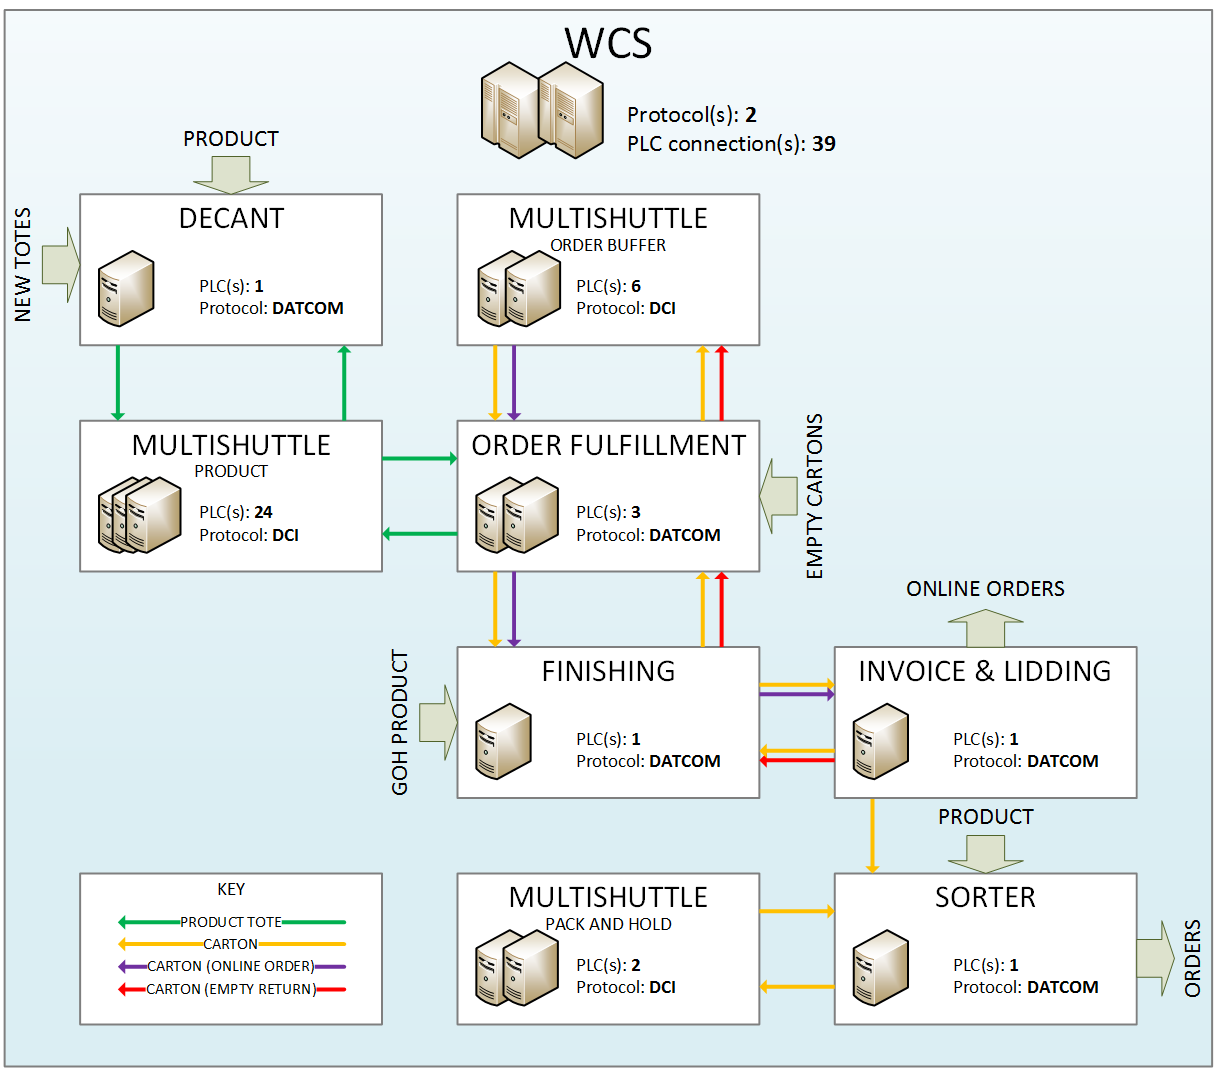 WCS
Protocol(s): 2
PLC connection(s): 39
PRODUCT
NEW TOTES
DECANT
PLC(s): 1
Protocol: DATCOM
MULTISHUTTLE
ORDER BUFFER
PLC(s): 6
Protocol: DCI
MULTISHUTTLE
PRODUCT
PLC(s): 24
Protocol: DCI
ORDER FULFILLMENT
PLC(s): 3
Protocol: DATCOM
EMPTY CARTONS
ONLINE ORDERS
GOH PRODUCT
FINISHING
PLC(s): 1
Protocol: DATCOM
INVOICE & LIDDING
PLC(s): 1
Protocol: DATCOM
PRODUCT
KEY
PRODUCT TOTE
CARTON
CARTON (ONLINE ORDER)
CARTON (EMPTY RETURN)
MULTISHUTTLE
PACK AND HOLD
PLC(s): 2
Protocol: DCI
SORTER
PLC(s): 1
Protocol: DATCOM
ORDERS